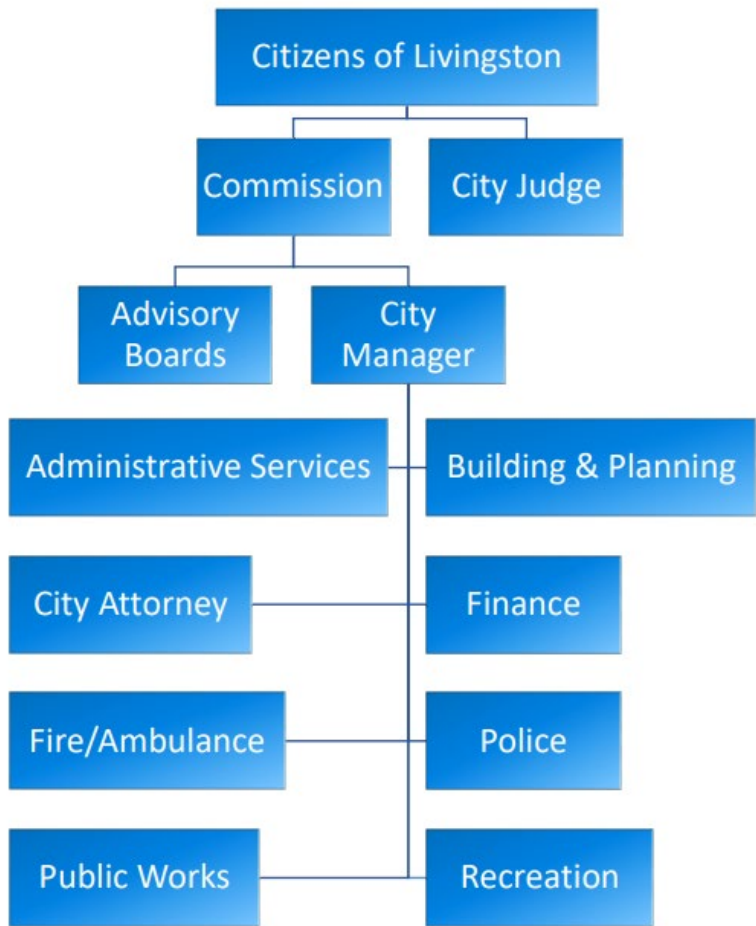 Citizens of Livingston
Commission
City Judge
Advisory
Boards
City
Manager
Administrative Services
Building & Planning
City Attorney
Finance
Fire/Ambulance
Police
Public Works
Recreation